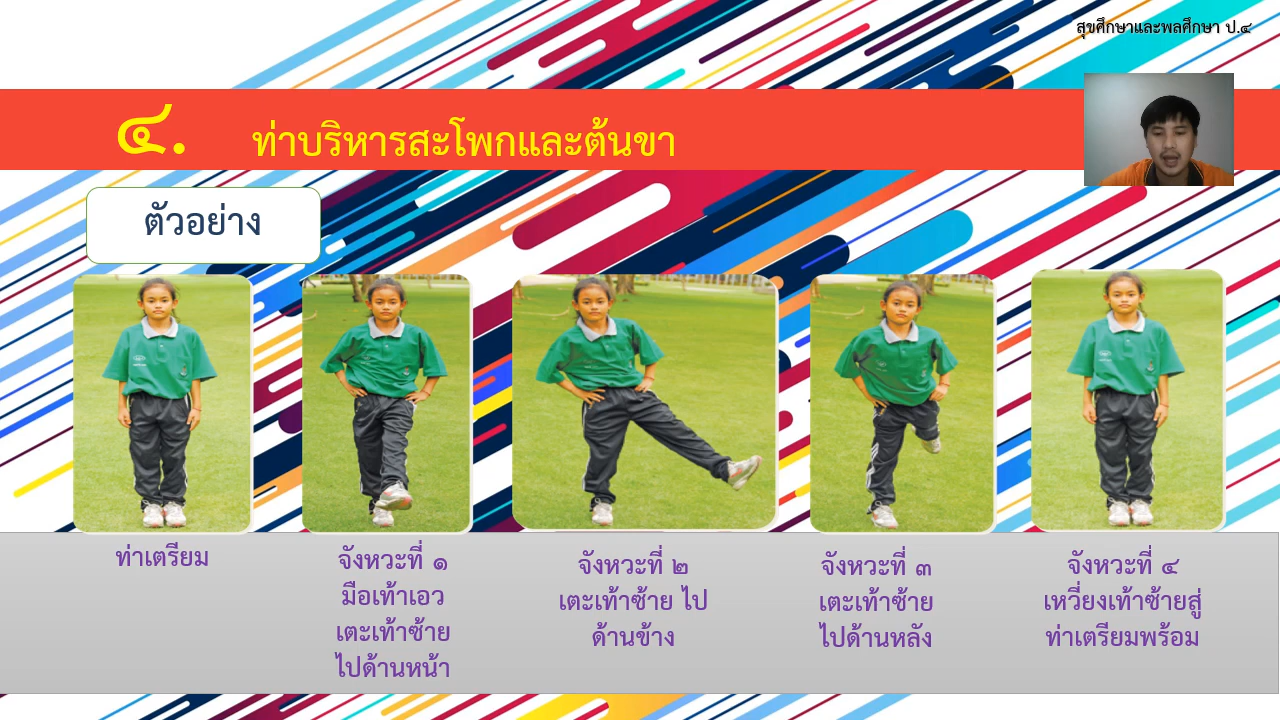 สุขศึกษาและพลศึกษา ป.๔
๔. ท่าบริหารสะโพกและต้นขา
ตัวอย่าง
ท่าเตรียม
จังหวะที่ ๑
มือเท้าเอว
เตะเท้าซ้าย
ไปด้านหน้า
จังหวะที่ ๒
เตะเท้าซ้าย ไป
ด้านข้าง
จังหวะที่ ๓
เตะเท้าซ้าย
ไปด้านหลัง
จังหวะที่ ๔
เหวี่ยงเท้าซ้ายสู่
ท่าเตรียมพร้อม